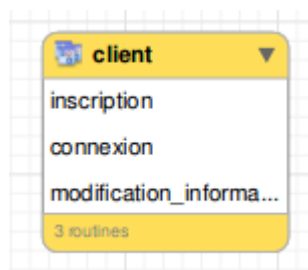 client
inscription
connexion
modification_informa...
3 routines